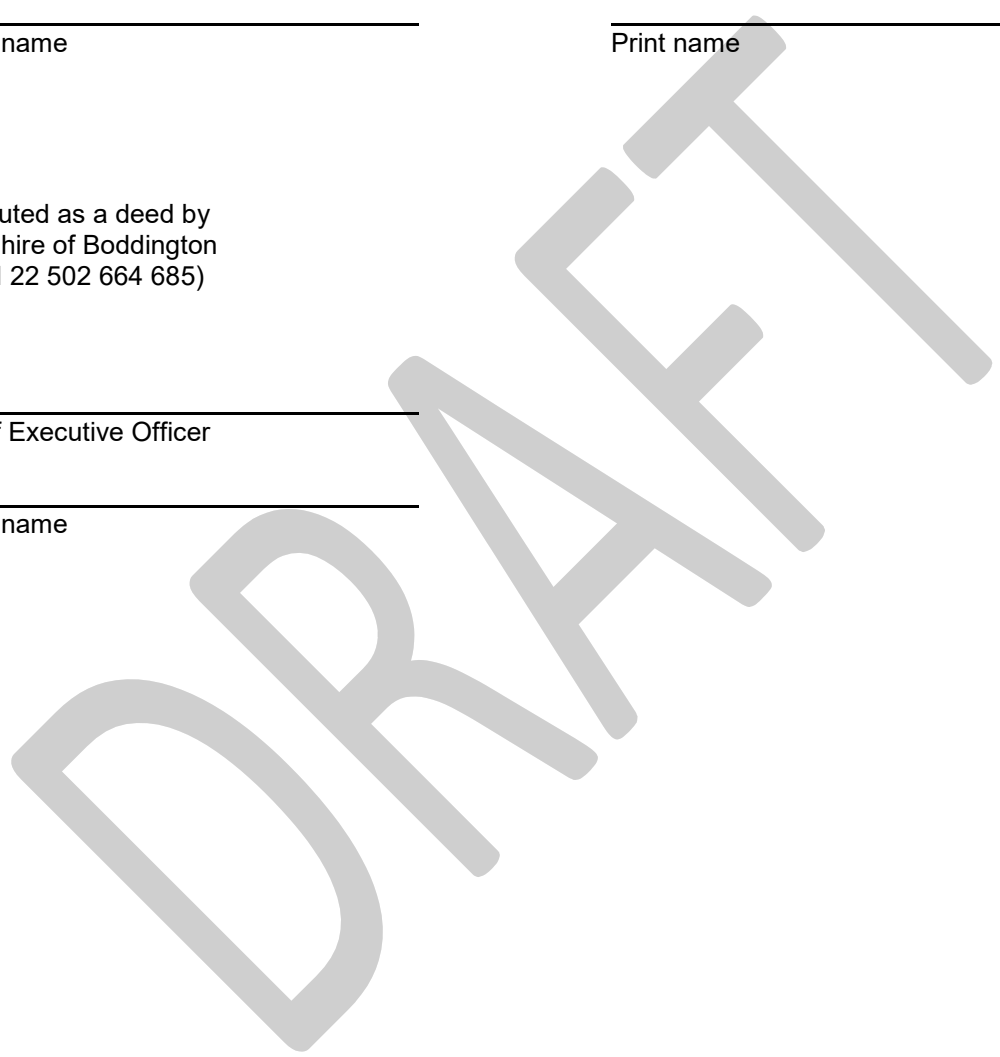 name
Print name
uted as a deed by
hire of Boddington
22 502 664 685)
Executive Officer
name
DRAFT